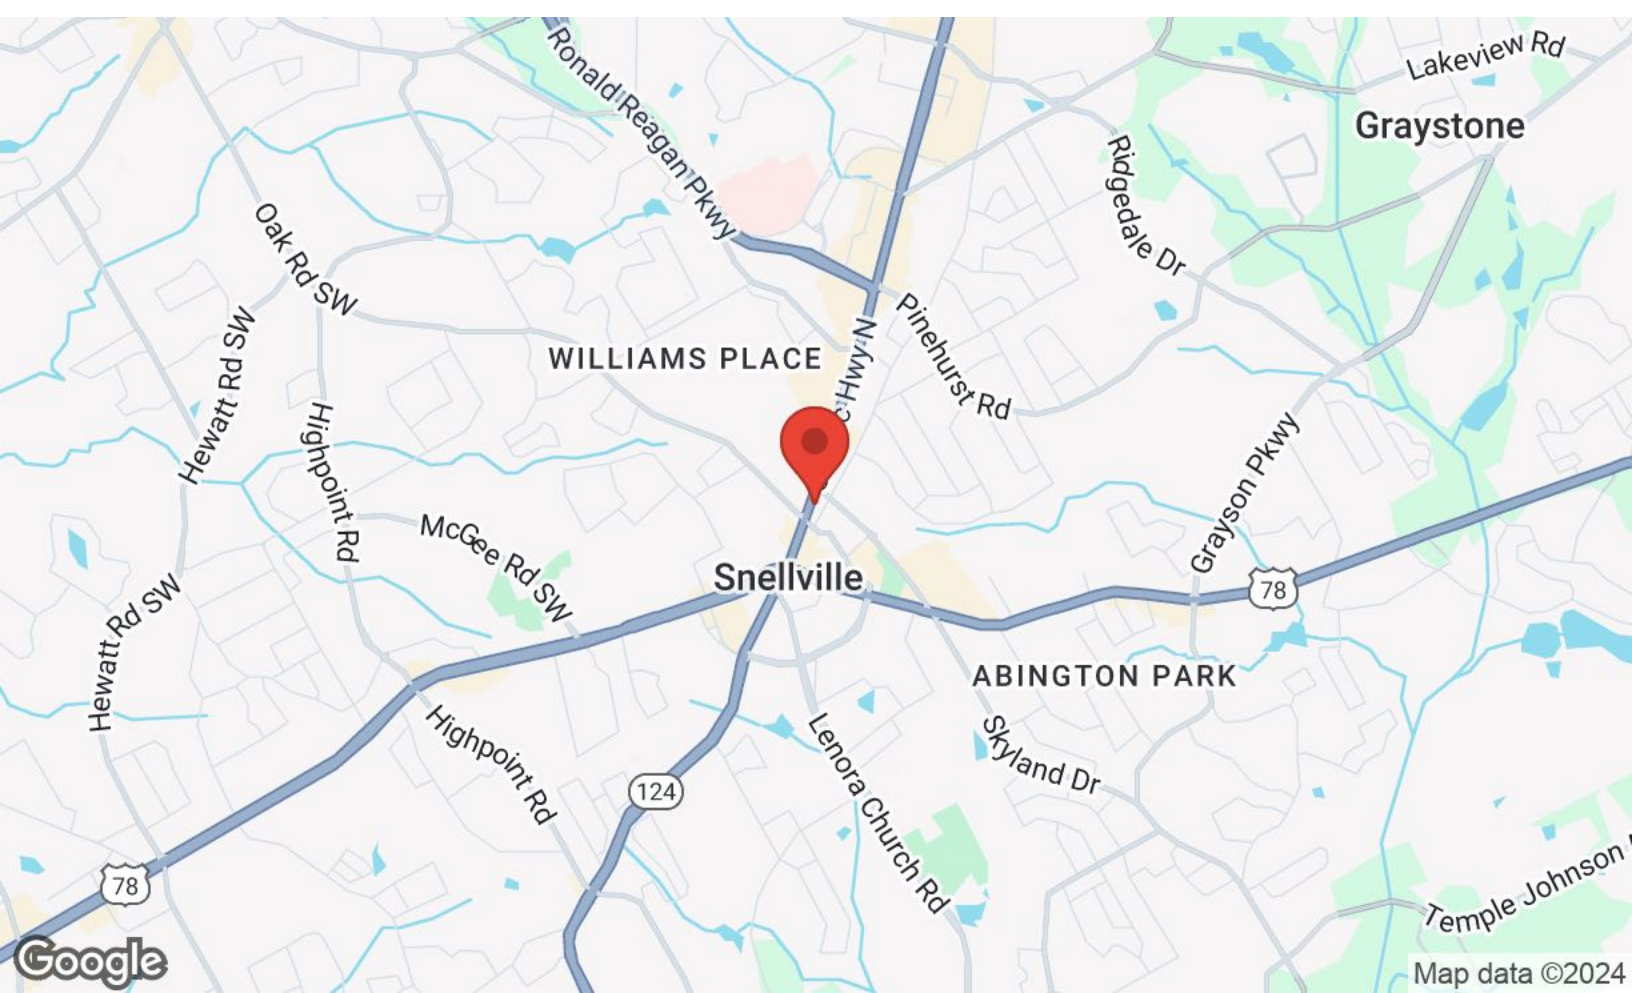 Ronald Reagan Pkwy
Lakeview Rd
Graystone
Ridgedale Dr
Oak Rd SW
Hewatt Rd SW
WILLIAMS PLACE
c Hwy N
Pinehurst Rd
Highpoint Rd
McGee Rd SW
Grayson Pkwy
Snellville
78
Hewatt Rd SW
ABINGTON PARK
Highpoint Rd
Skyland Dr
Lenora Church Rd
124
78
Temple Johnson
Google
Map data ©2024